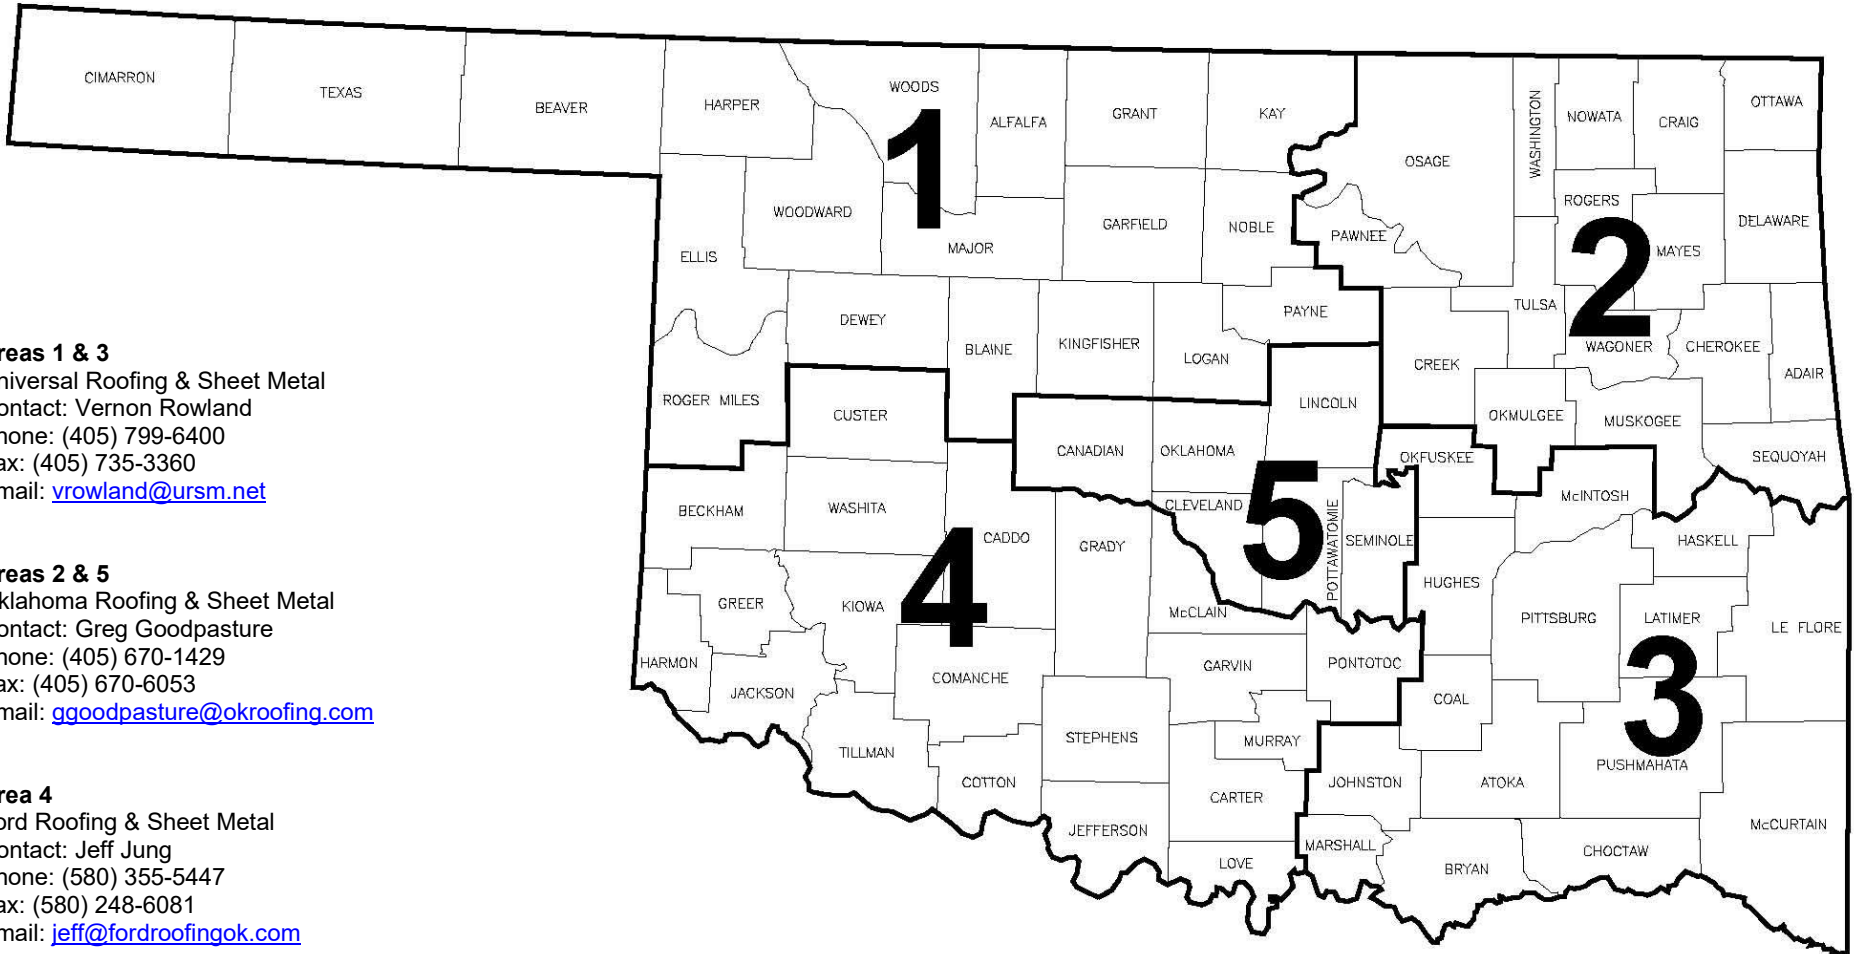 CIMARRON
TEXAS
BEAVER
HARPER
WOODS
ALFALFA
GRANT
KAY
OSAGE
WASHINGTON
NOWATA
CRAIG
OTTAWA
1
ELLIS
WOODWARD
MAJOR
GARFIELD
NOBLE
PAWNEE
ROGERS
MAYES
DELAWARE
2
DEWEY
BLAINE
KINGFISHER
LOGAN
PAYNE
TULSA
CREEK
WAGONER
CHEROKEE
ADAIR
ROGER MILES
CUSTER
CANADIAN
OKLAHOMA
LINCOLN
OKMULGEE
MUSKOGEE
SEQUOYAH
OKFUSKEE
McINTOSH
BECKHAM
WASHITA
CADDO
GRADY
CLEVELAND
5
POTTAWATOMIE
SEMINOLE
HUGHES
HASKELL
4
GREER
KIOWA
McCLAIN
PITTSBURG
LATIMER
LE FLORE
HARMON
JACKSON
COMANCHE
GARVIN
PONTOTOC
COAL
3
TILLMAN
COTTON
STEPHENS
MURRAY
JOHNSTON
ATOKA
PUSHMAHATA
JEFFERSON
CARTER
LOVE
MARSHALL
BRYAN
CHOCTAW
McCURTAIN
reas 1 & 3
niversal Roofing & Sheet Metal
ontact: Vernon Rowland
hone: (405) 799-6400
ax: (405) 735-3360
mail: vrowland@ursm.net
reas 2 & 5
klahoma Roofing & Sheet Metal
ontact: Greg Goodpasture
hone: (405) 670-1429
ax: (405) 670-6053
mail: ggoodpasture@okroofing.com
rea 4
ord Roofing & Sheet Metal
ontact: Jeff Jung
hone: (580) 355-5447
ax: (580) 248-6081
mail: jeff@fordroofingok.com